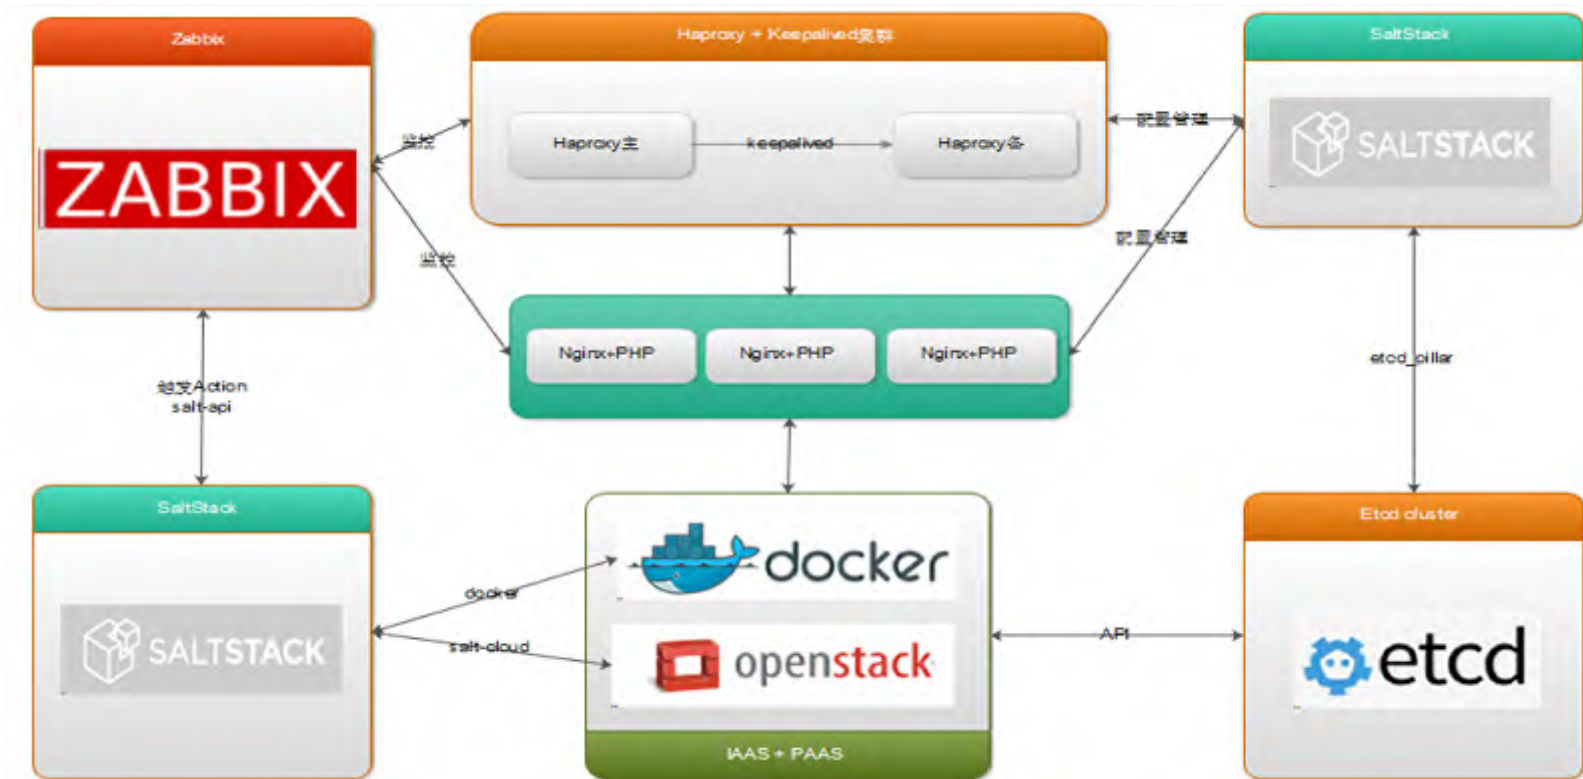 Zabbix
Haproxy + Keepalived集群
SaltStack
ZABBIX
监控
Haproxy主
keepalived
Haproxy备
配置管理
SALTSTACK
监控
配置管理
Nginx+PHP
Nginx+PHP
Nginx+PHP
etcd_pillar
触发Action
salt-api
SaltStack
docker
Etcd cluster
docker
SALTSTACK
salt-cloud
openstack
API
etcd
IAAS + PAAS